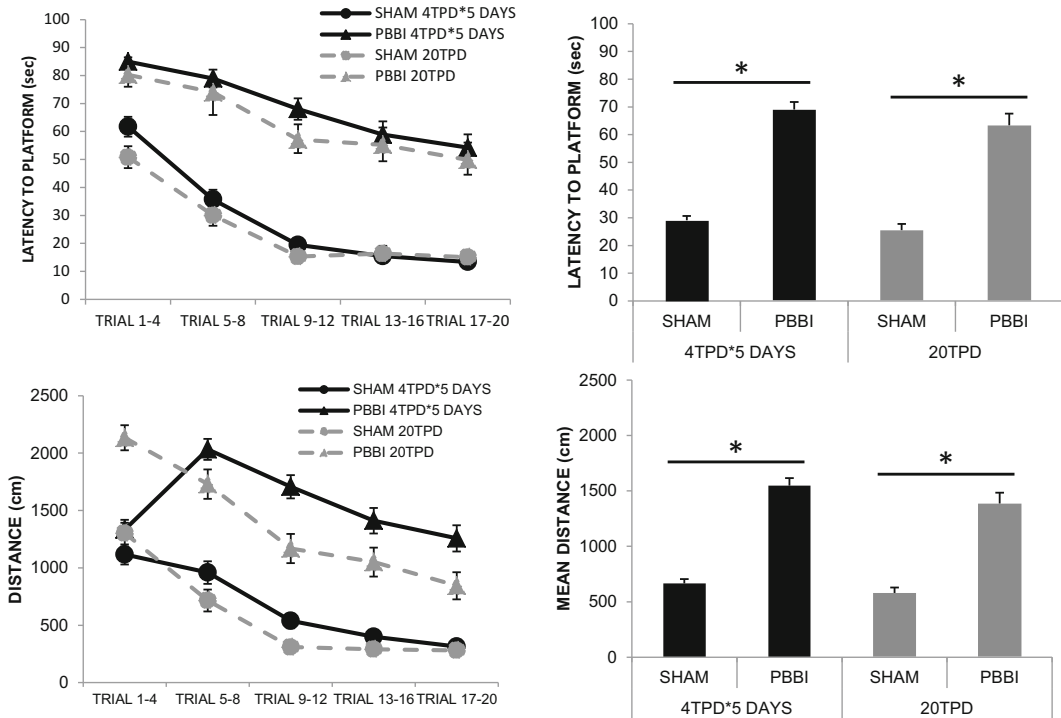 SHAM 4TPD*5 DAYS
PBBI 4TPD*5 DAYS
SHAM 20TPD
PBBI 20TPD
LATENCY TO PLATFORM (sec)
100
90
80
70
60
50
40
30
20
10
0
TRIAL 1-4 TRIAL 5-8 TRIAL 9-12 TRIAL 13-16 TRIAL 17-20
LATENCY TO PLATFORM (sec)
100
90
80
70
60
50
40
30
20
10
0
* *
SHAM PBBI SHAM PBBI
4TPD*5 DAYS 20TPD
SHAM 4TPD*5 DAYS
PBBI 4TPD*5 DAYS
SHAM 20TPD
PBBI 20TPD
DISTANCE (cm)
2500
2000
1500
1000
500
0
TRIAL 1-4 TRIAL 5-8 TRIAL 9-12 TRIAL 13-16 TRIAL 17-20
MEAN DISTANCE (cm)
2500
2000
1500
1000
500
0
* *
SHAM PBBI SHAM PBBI
4TPD*5 DAYS 20TPD